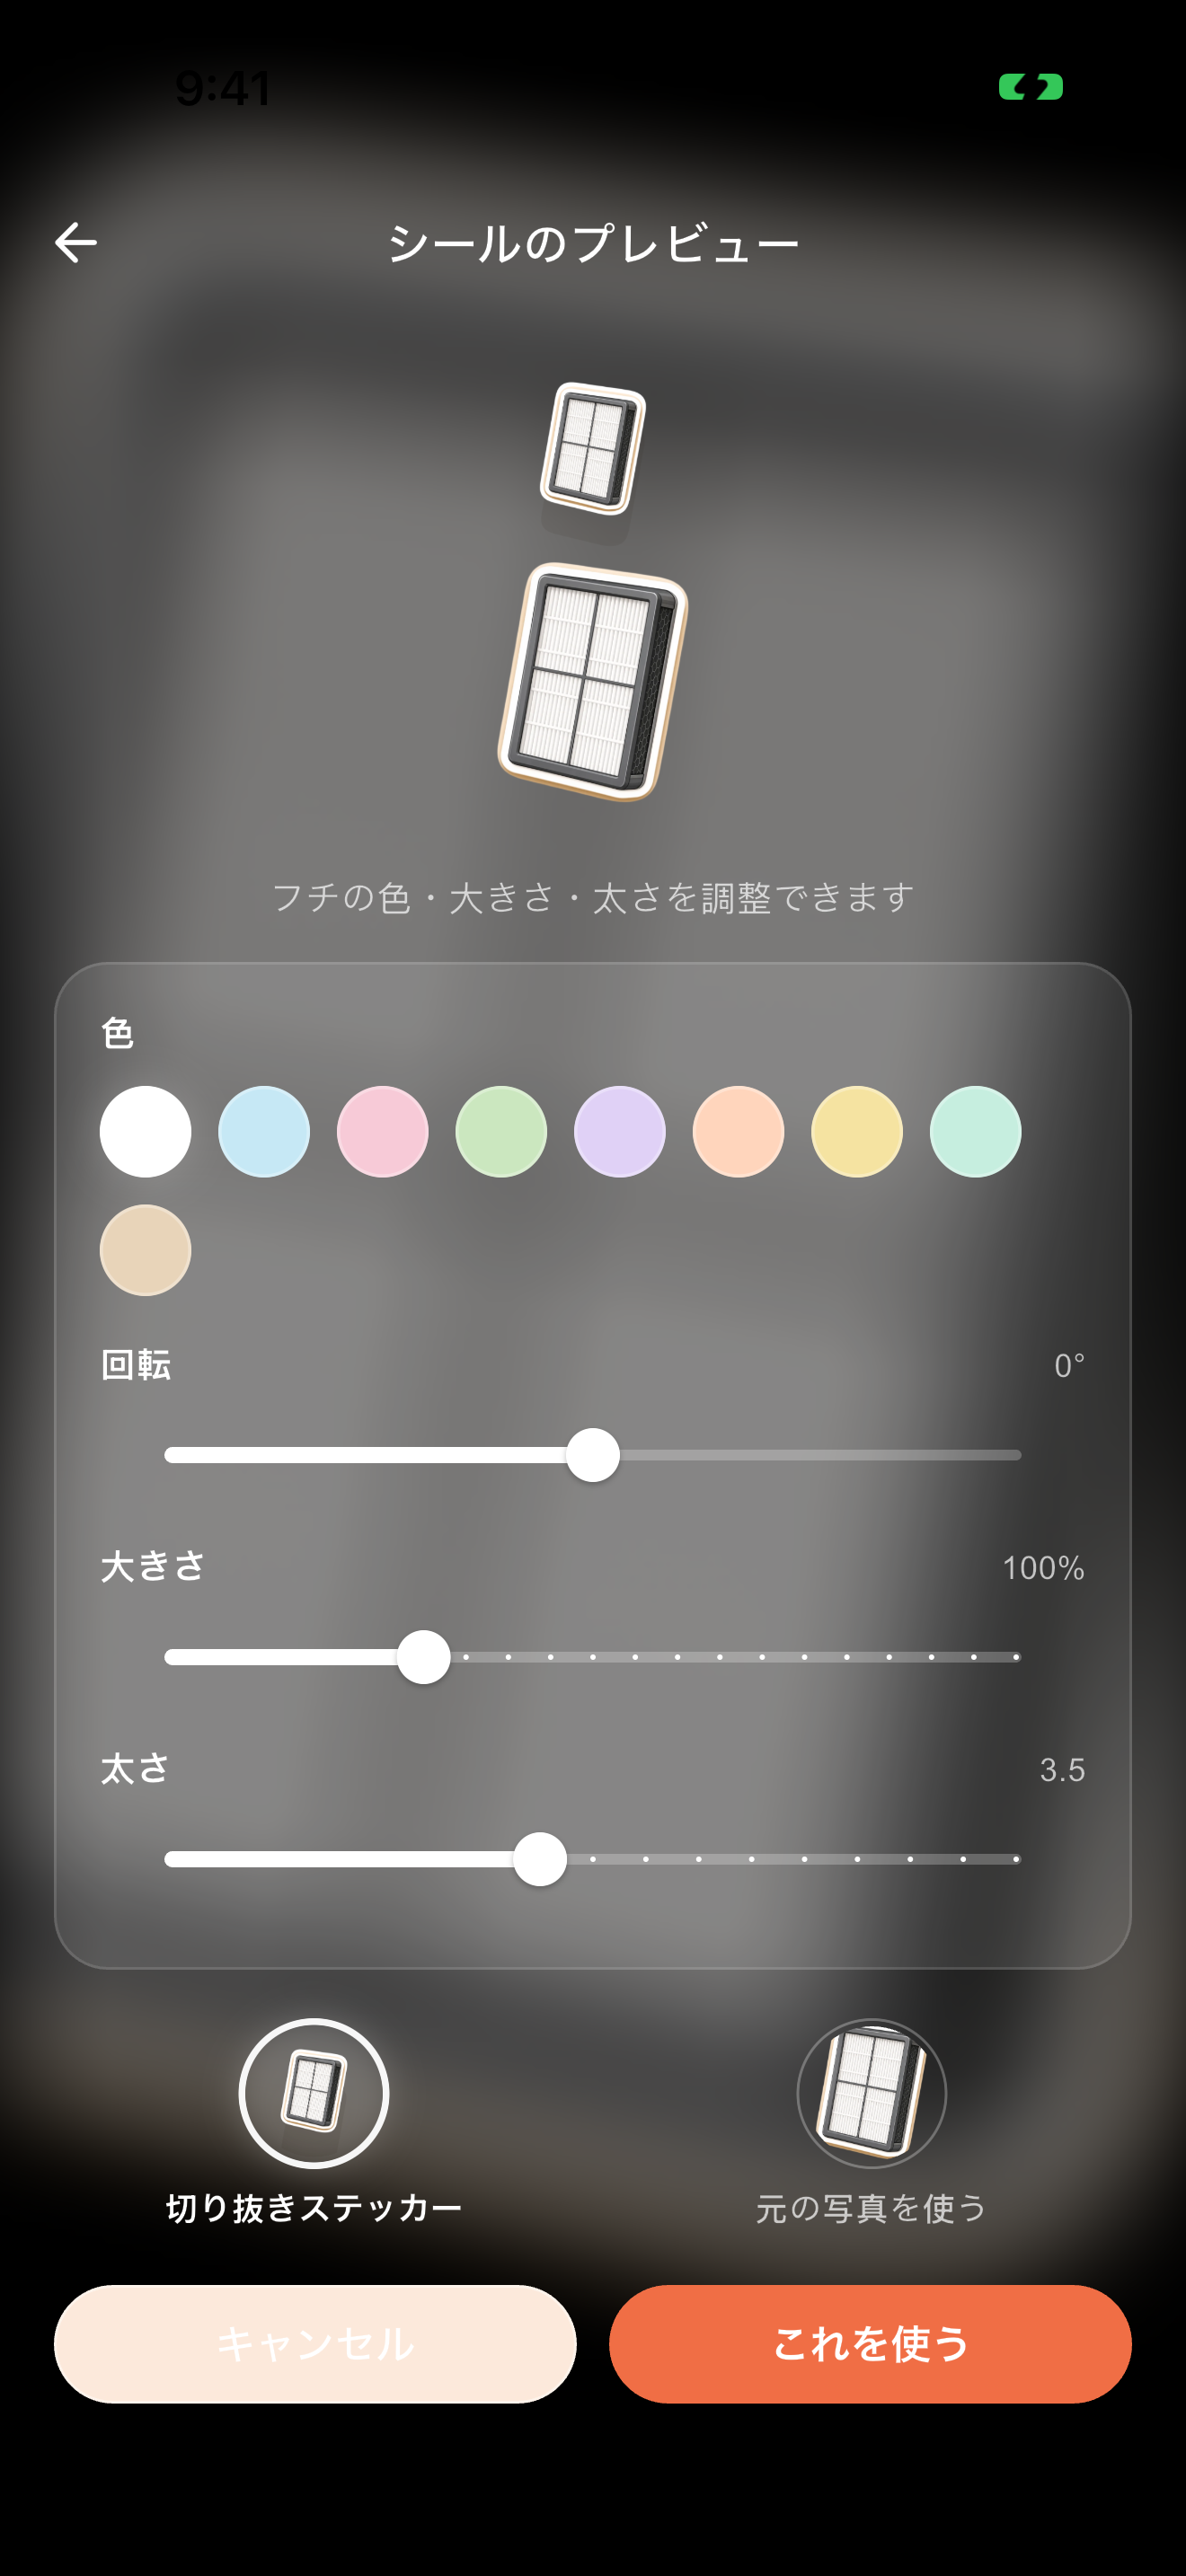 9:41
シールのプレビュー
フチの色・大きさ・太さを調整できます
色
回転 0°
大きさ 100%
太さ 3.5
切り抜きステッカー 元の写真を使う
キャンセル これを使う